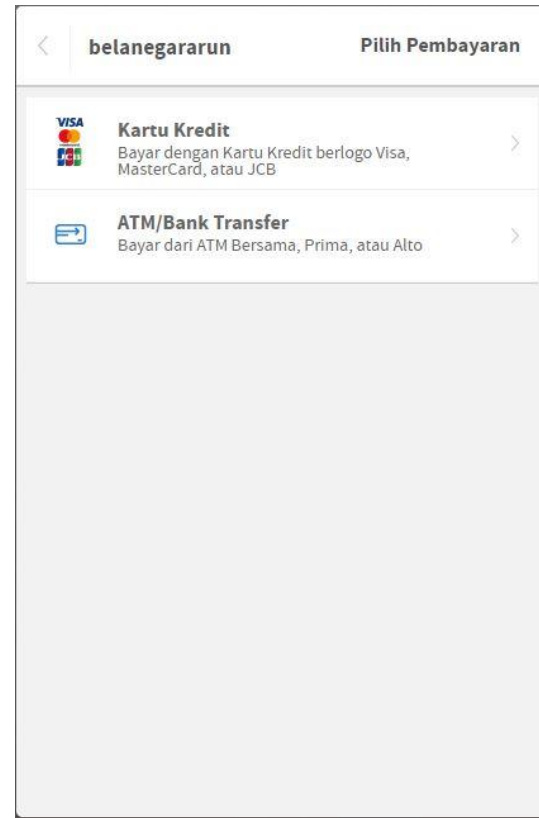 belanegararun
Pilih Pembayaran
VISA
JCB
Kartu Kredit
Bayar dengan Kartu Kredit berlogo Visa,
MasterCard, atau JCB
ATM/Bank Transfer
Bayar dari ATM Bersama, Prima, atau Alto